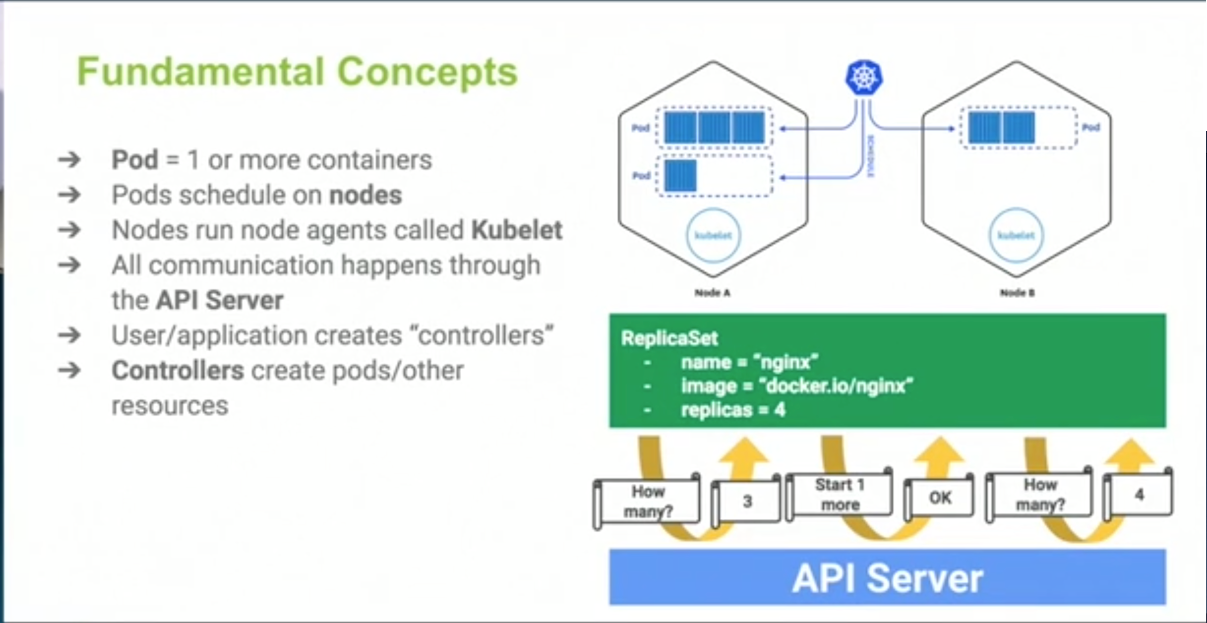 Fundamental Concepts
➔ Pod = 1 or more containers
➔ Pods schedule on nodes
➔ Nodes run node agents called Kubelet
➔ All communication happens through
the API Server
➔ User/application creates “controllers”
➔ Controllers create pods/other
resources
Pod
Pod
Pod
SCHEDULE
kubelet
kubelet
Node A
Node B
ReplicaSet
- name = “nginx”
- image = “docker.io/nginx”
- replicas = 4
How
many?
3
Start 1
more
OK
How
many?
4
API Server